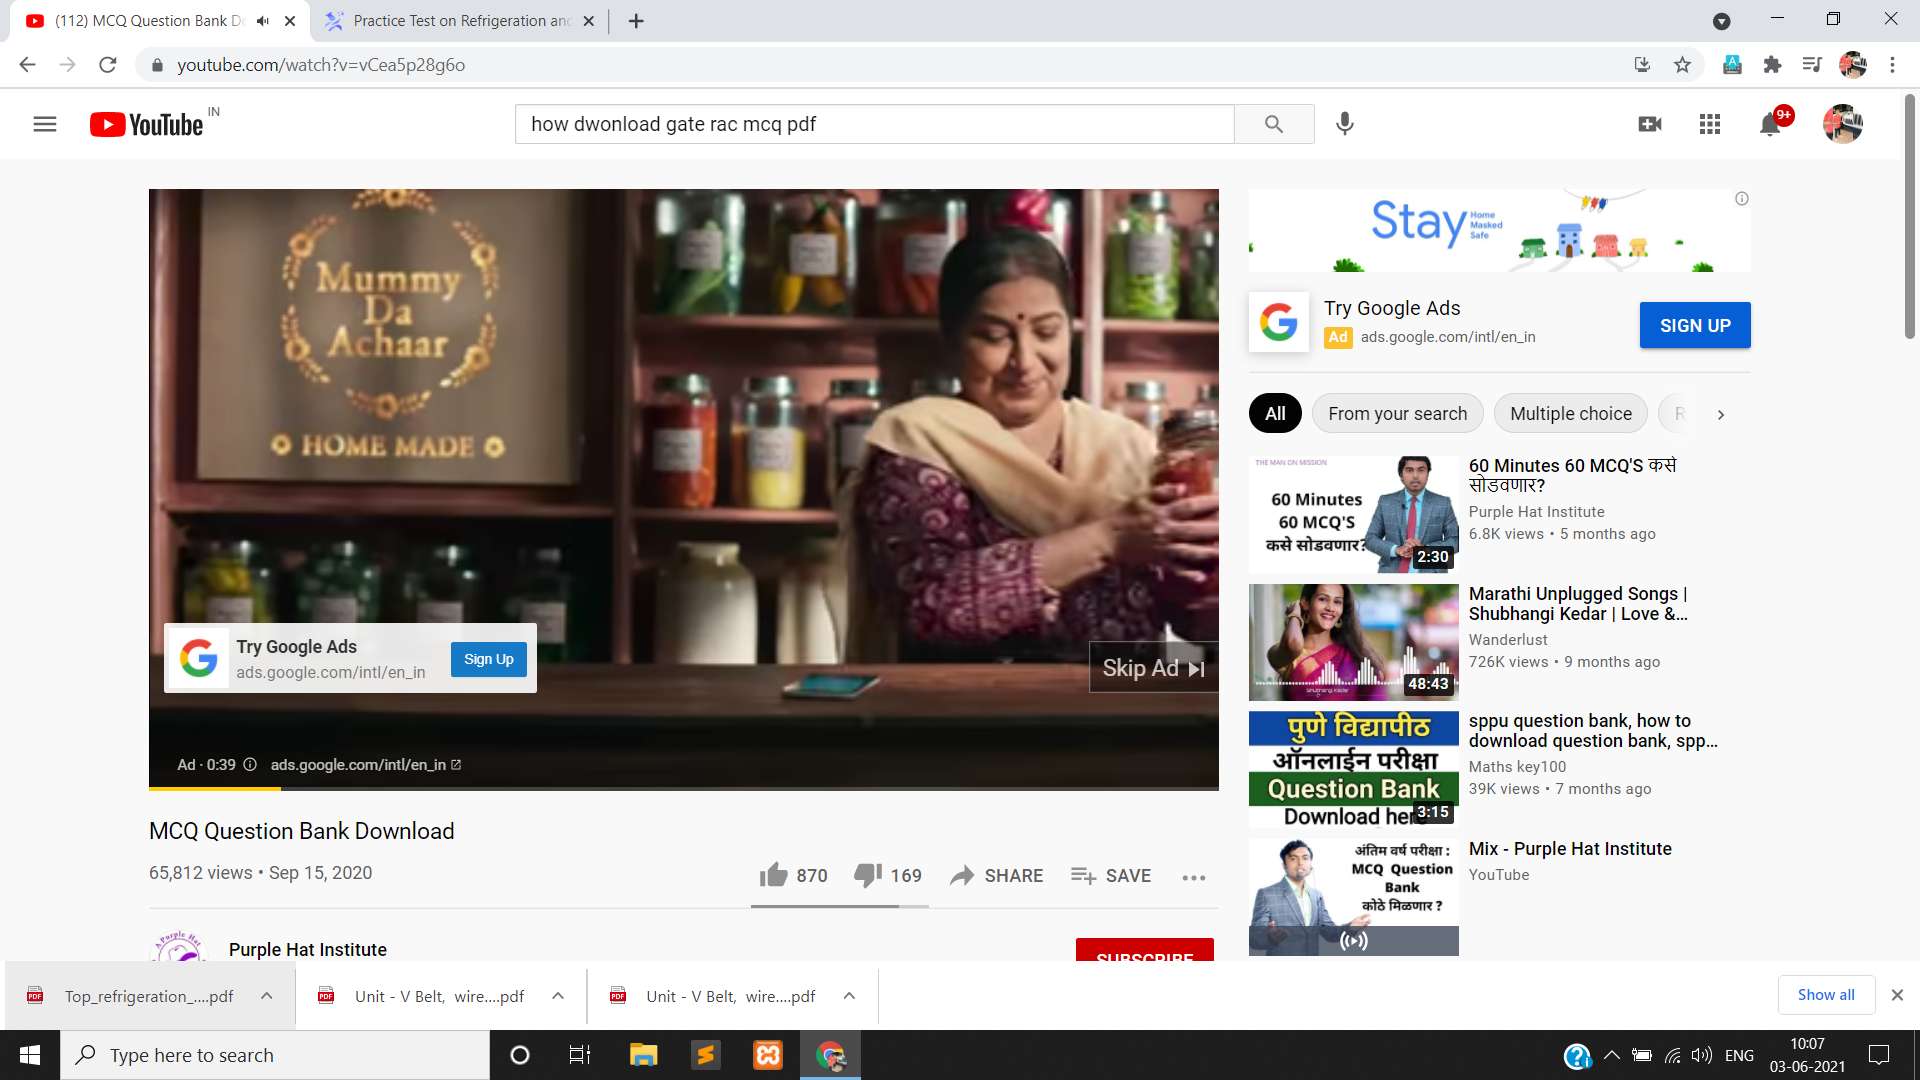 (112) MCQ Question Bank Do
Practice Test on Refrigeration and
youtube.com/watch?v=vCea5p28g6o
YouTube IN
how dwonload gate rac mcq pdf
9+
Mummy
Da
Achaar
HOME MADE
Try Google Ads
ads.google.com/intl/en_in
Sign Up
Skip Ad
Ad · 0:39
ads.google.com/intl/en_in
MCQ Question Bank Download
65,812 views • Sep 15, 2020
870
169
SHARE
SAVE
Purple Hat Institute
SUBSCRIBE
Stay Home
Masked
Safe
Try Google Ads
Ad ads.google.com/intl/en_in
SIGN UP
All
From your search
Multiple choice
R
THE MAN ON MISSION
60 Minutes
60 MCQ'S
कसे सोडवणार?
2:30
60 Minutes 60 MCQ'S कसे
सोडवणार?
Purple Hat Institute
6.8K views • 5 months ago
48:43
Marathi Unplugged Songs |
Shubhangi Kedar | Love &...
Wanderlust
726K views • 9 months ago
पुणे विद्यापीठ
ऑनलाईन परीक्षा
Question Bank
Download here
3:15
sppu question bank, how to
download question bank, spp...
Maths key100
39K views • 7 months ago
अंतिम वर्ष परीक्षा :
MCQ Question
Bank
कोठे मिळणार ?
Mix - Purple Hat Institute
YouTube
Top_refrigeration_....pdf
Unit - V Belt, wire....pdf
Unit - V Belt, wire....pdf
Show all
Type here to search
ENG
10:07
03-06-2021